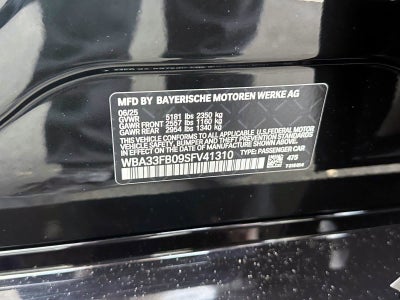 MFD BY BAYERISCHE MOTOREN WERKE AG
06/25
GVWR 5181 lbs 2350 kg
GAWR FRONT 2557 lbs 1160 kg
GAWR REAR 2954 lbs 1340 kg
THIS VEHICLE CONFORMS TO ALL APPLICABLE
U.S. FEDERAL MOTOR VEHICLE SAFETY
BUMPER AND THEFT PREVENTION STANDARDS
IN EFFECT ON THE DATE OF MANUFACTURE SHOWN ABOVE.
WBA33FB09SFV41310 TYPE: PASSENGER CAR
475